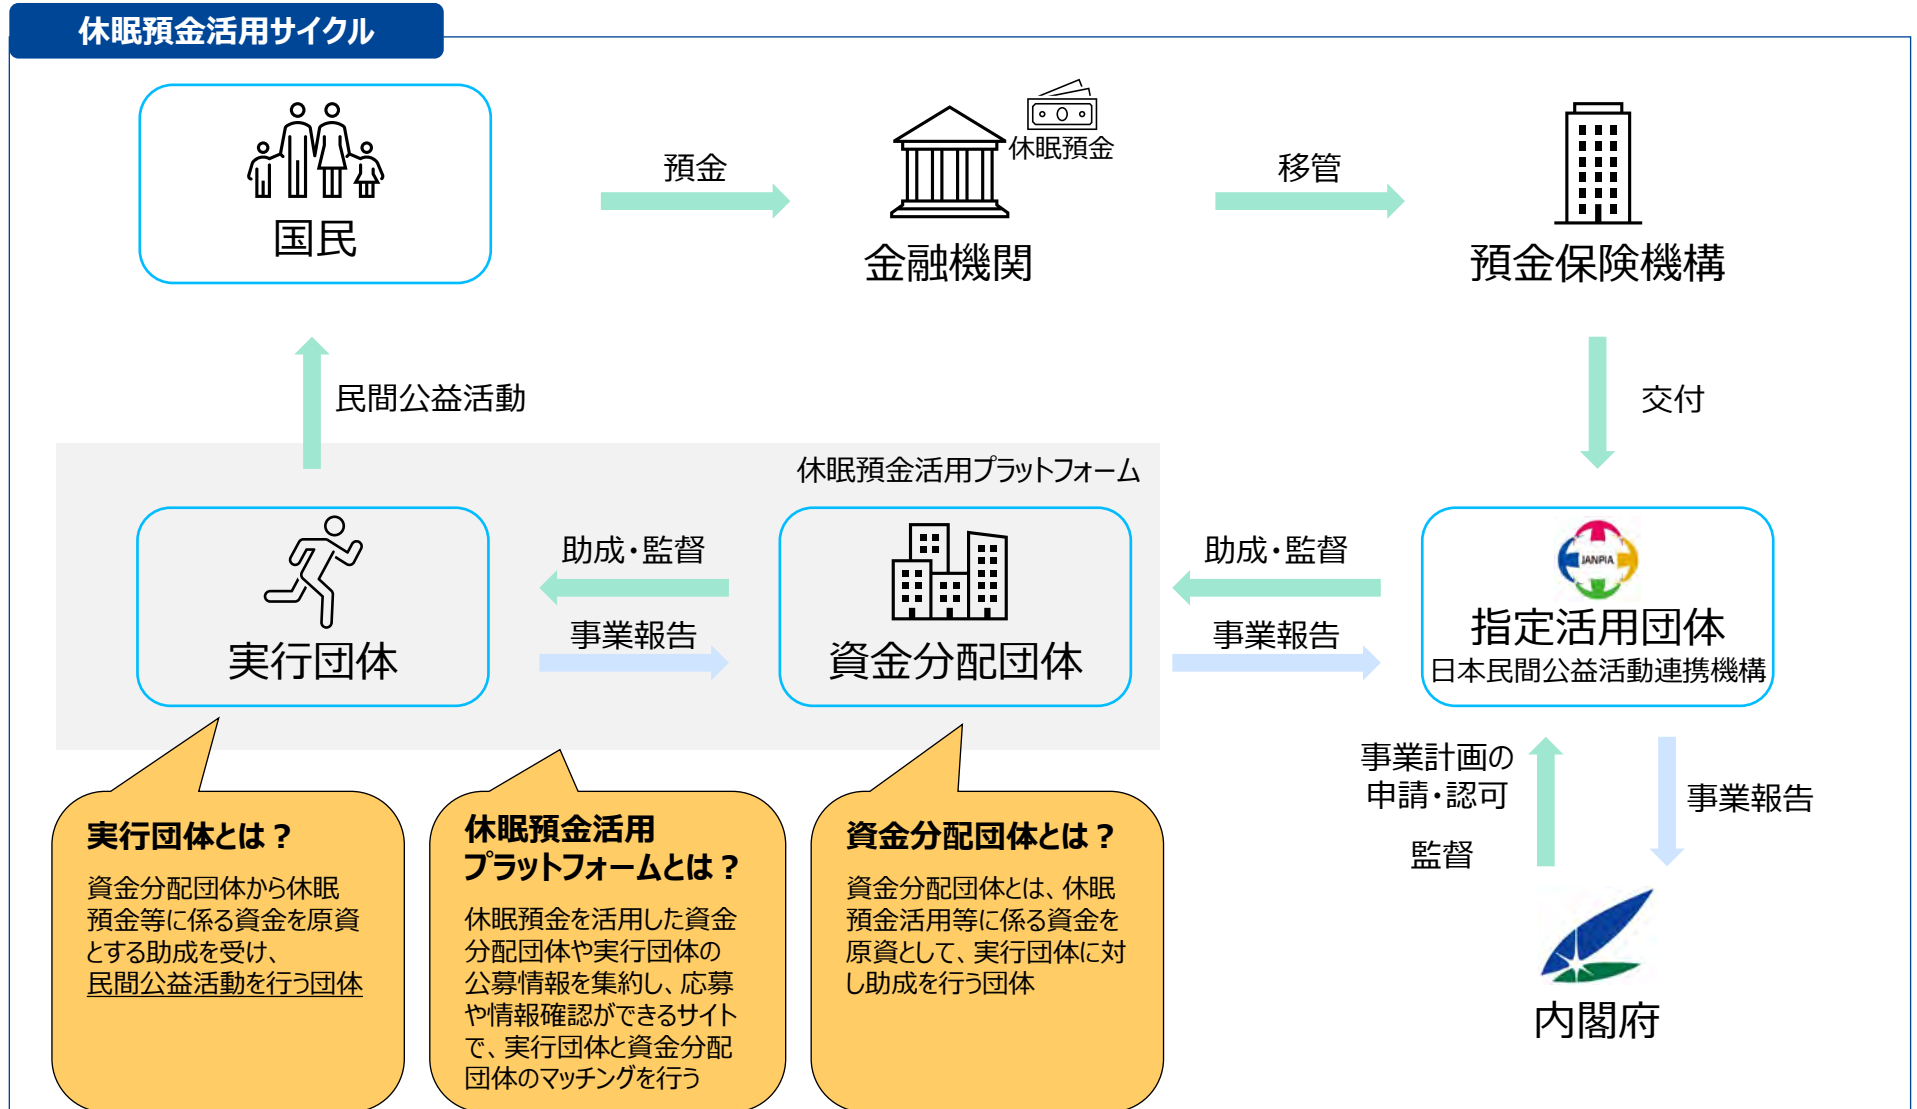 休眠預金活用サイクル
休眠預金
預金
移管
国民
金融機関
預金保険機構
民間公益活動
交付
休眠預金活用プラットフォーム
助成・監督
助成・監督
JANPIA
事業報告
事業報告
実行団体
資金分配団体
指定活用団体
日本民間公益活動連携機構
事業計画の
申請・認可
監督
事業報告
内閣府
実行団体とは？
資金分配団体から休眠
預金等に係る資金を原資
とする助成を受け、
民間公益活動を行う団体
休眠預金活用
プラットフォームとは？
休眠預金を活用した資金
分配団体や実行団体の
公募情報を集約し、応募
や情報確認ができるサイト
で、実行団体と資金分配
団体のマッチングを行う
資金分配団体とは？
資金分配団体とは、休眠
預金活用等に係る資金を
原資として、実行団体に対
し助成を行う団体